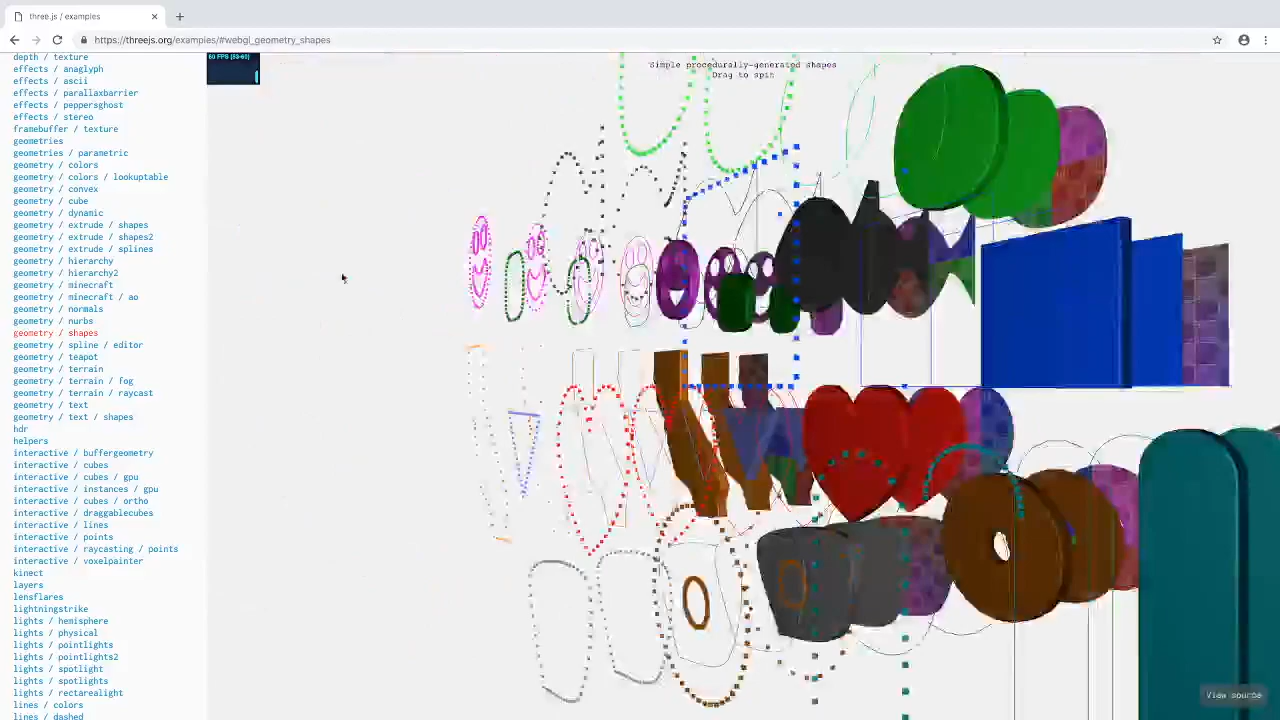 three.js / examples
https://threejs.org/examples/#webgl_geometry_shapes
depth / texture
effects / anaglyph
effects / ascii
effects / parallaxbarrier
effects / peppersghost
effects / stereo
framebuffer / texture
geometries
geometries / parametric
geometry / colors
geometry / colors / lookuptable
geometry / convex
geometry / cube
geometry / dynamic
geometry / extrude / shapes
geometry / extrude / shapes2
geometry / extrude / splines
geometry / hierarchy
geometry / hierarchy2
geometry / minecraft
geometry / minecraft / ao
geometry / normals
geometry / nurbs
geometry / shapes
geometry / spline / editor
geometry / teapot
geometry / terrain
geometry / terrain / fog
geometry / terrain / raycast
geometry / text
geometry / text / shapes
hdr
helpers
interactive / buffergeometry
interactive / cubes
interactive / cubes / gpu
interactive / instances / gpu
interactive / cubes / ortho
interactive / draggablecubes
interactive / lines
interactive / points
interactive / raycasting / points
interactive / voxelpainter
kinect
layers
lensflares
lightningstrike
lights / hemisphere
lights / physical
lights / pointlights
lights / pointlights2
lights / spotlight
lights / spotlights
lights / rectarealight
lines / colors
lines / dashed
60 FPS (53-60)
Simple procedurally-generated shapes
Drag to spin
View source